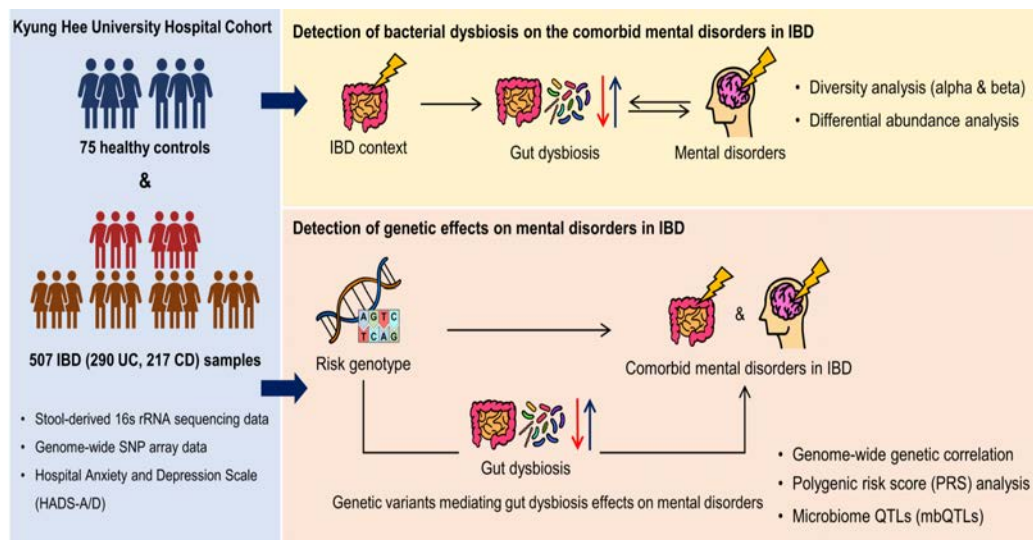 Kyung Hee University Hospital Cohort
75 healthy controls
&
507 IBD (290 UC, 217 CD) samples
• Stool-derived 16s rRNA sequencing data
• Genome-wide SNP array data
• Hospital Anxiety and Depression Scale
(HADS-A/D)
Detection of bacterial dysbiosis on the comorbid mental disorders in IBD
IBD context
Gut dysbiosis
Mental disorders
• Diversity analysis (alpha & beta)
• Differential abundance analysis
Detection of genetic effects on mental disorders in IBD
A G T C
T C A G
Risk genotype
&
Comorbid mental disorders in IBD
Gut dysbiosis
Genetic variants mediating gut dysbiosis effects on mental disorders
• Genome-wide genetic correlation
• Polygenic risk score (PRS) analysis
• Microbiome QTLs (mbQTLs)